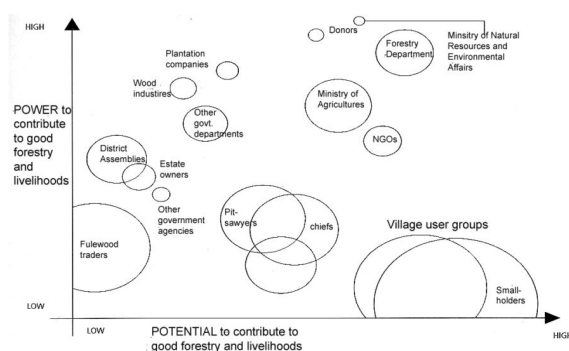 HIGH
POWER to
contribute
to good
forestry
and
livelihoods
LOW
Plantation
companies
Wood
industires
Other
govt.
departments
District
Assemblies
Estate
owners
Other
government
agencies
Fulewood
traders
Pit-
sawyers
chiefs
Donors
Forestry
Department
Minsitry of Natural
Resources and
Environmental
Affairs
Ministry of
Agricultures
NGOs
Village user groups
Small-
holders
LOW
POTENTIAL to contribute to
good forestry and livelihoods
HIGH